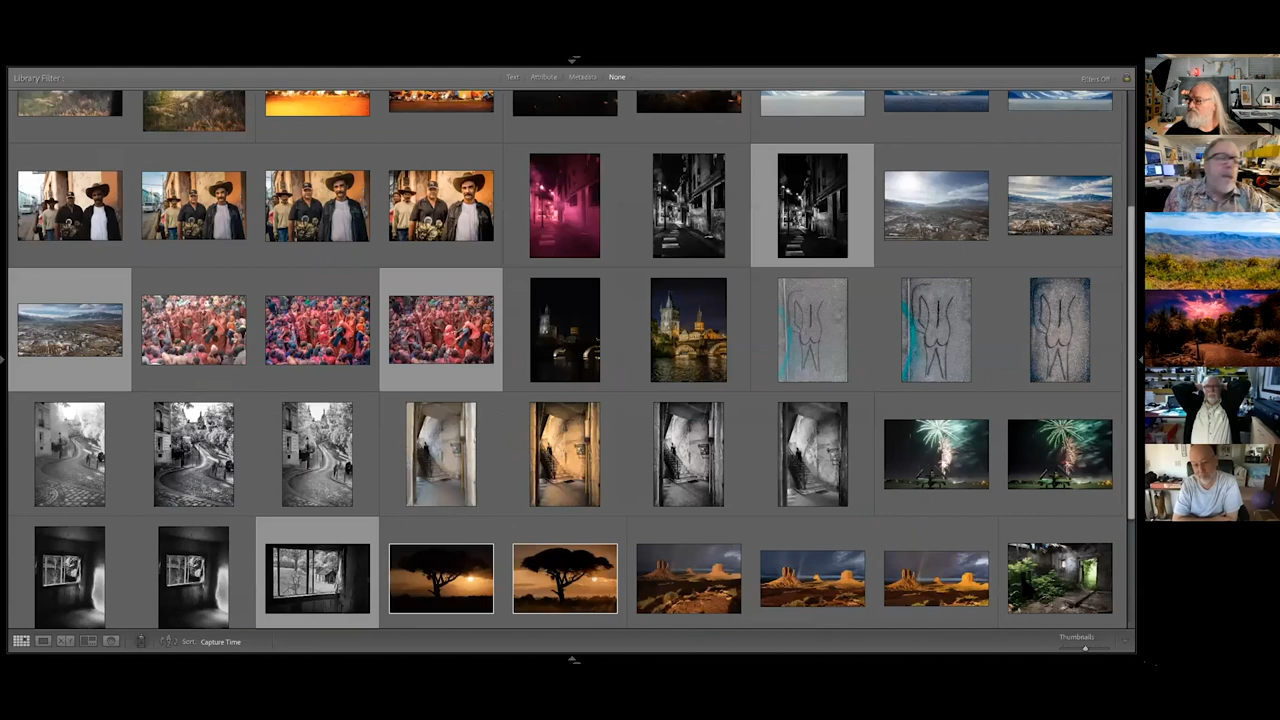 Library Filter :
Text Attribute Metadata None
Filters Off
Sort: Capture Time
Thumbnails